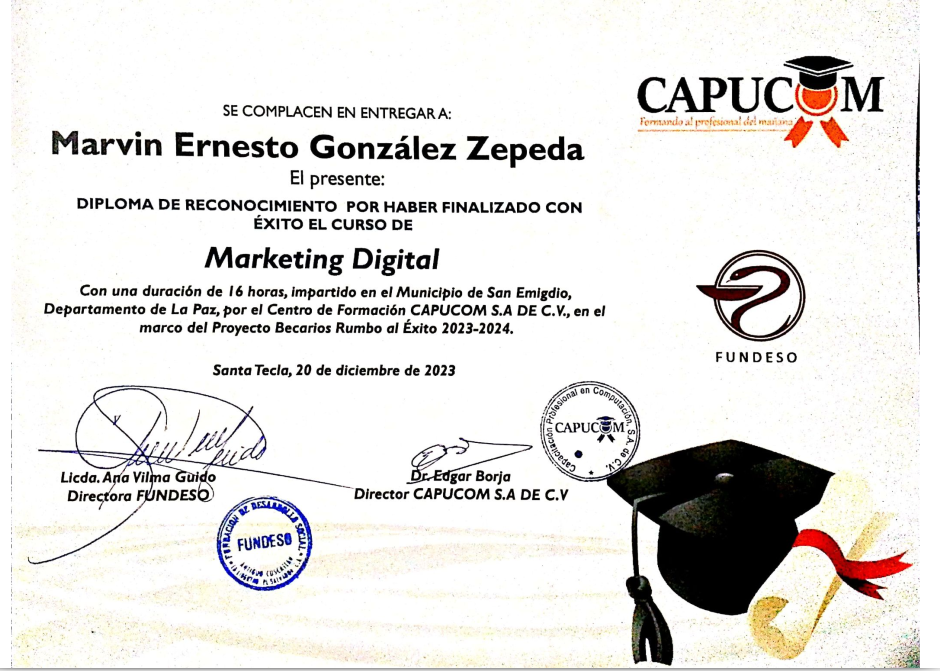 CAPUCOM
Formando al profesional del mañana
SE COMPLACEN EN ENTREGAR A:
Marvin Ernesto González Zepeda
El presente:
DIPLOMA DE RECONOCIMIENTO POR HABER FINALIZADO CON
ÉXITO EL CURSO DE
Marketing Digital
Con una duración de 16 horas, impartido en el Municipio de San Emigdio,
Departamento de La Paz, por el Centro de Formación CAPUCOM S.A DE C.V., en el
marco del Proyecto Becarios Rumbo al Éxito 2023-2024.
FUNDESO
Santa Tecla, 20 de diciembre de 2023
Licda. Ana Vilma Guido
Directora FUNDESO
Dr. Edgar Borja
Director CAPUCOM S.A DE C.V
Capacitación Profesional en Computación, S.A. de C.V.
CAPUCOM
FUNDACION DE DESARROLLO SOCIAL
FUNDESO